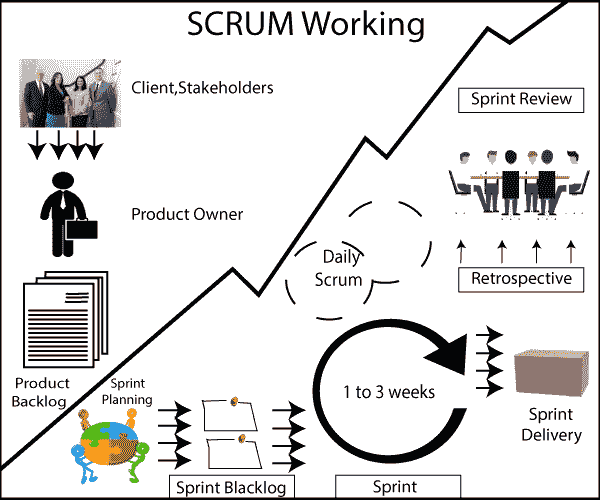 SCRUM Working
Client,Stakeholders
Product Owner
Product
Backlog
Sprint
Planning
Sprint Blacklog
Daily
Scrum
1 to 3 weeks
Sprint
Sprint Review
Retrospective
Sprint
Delivery